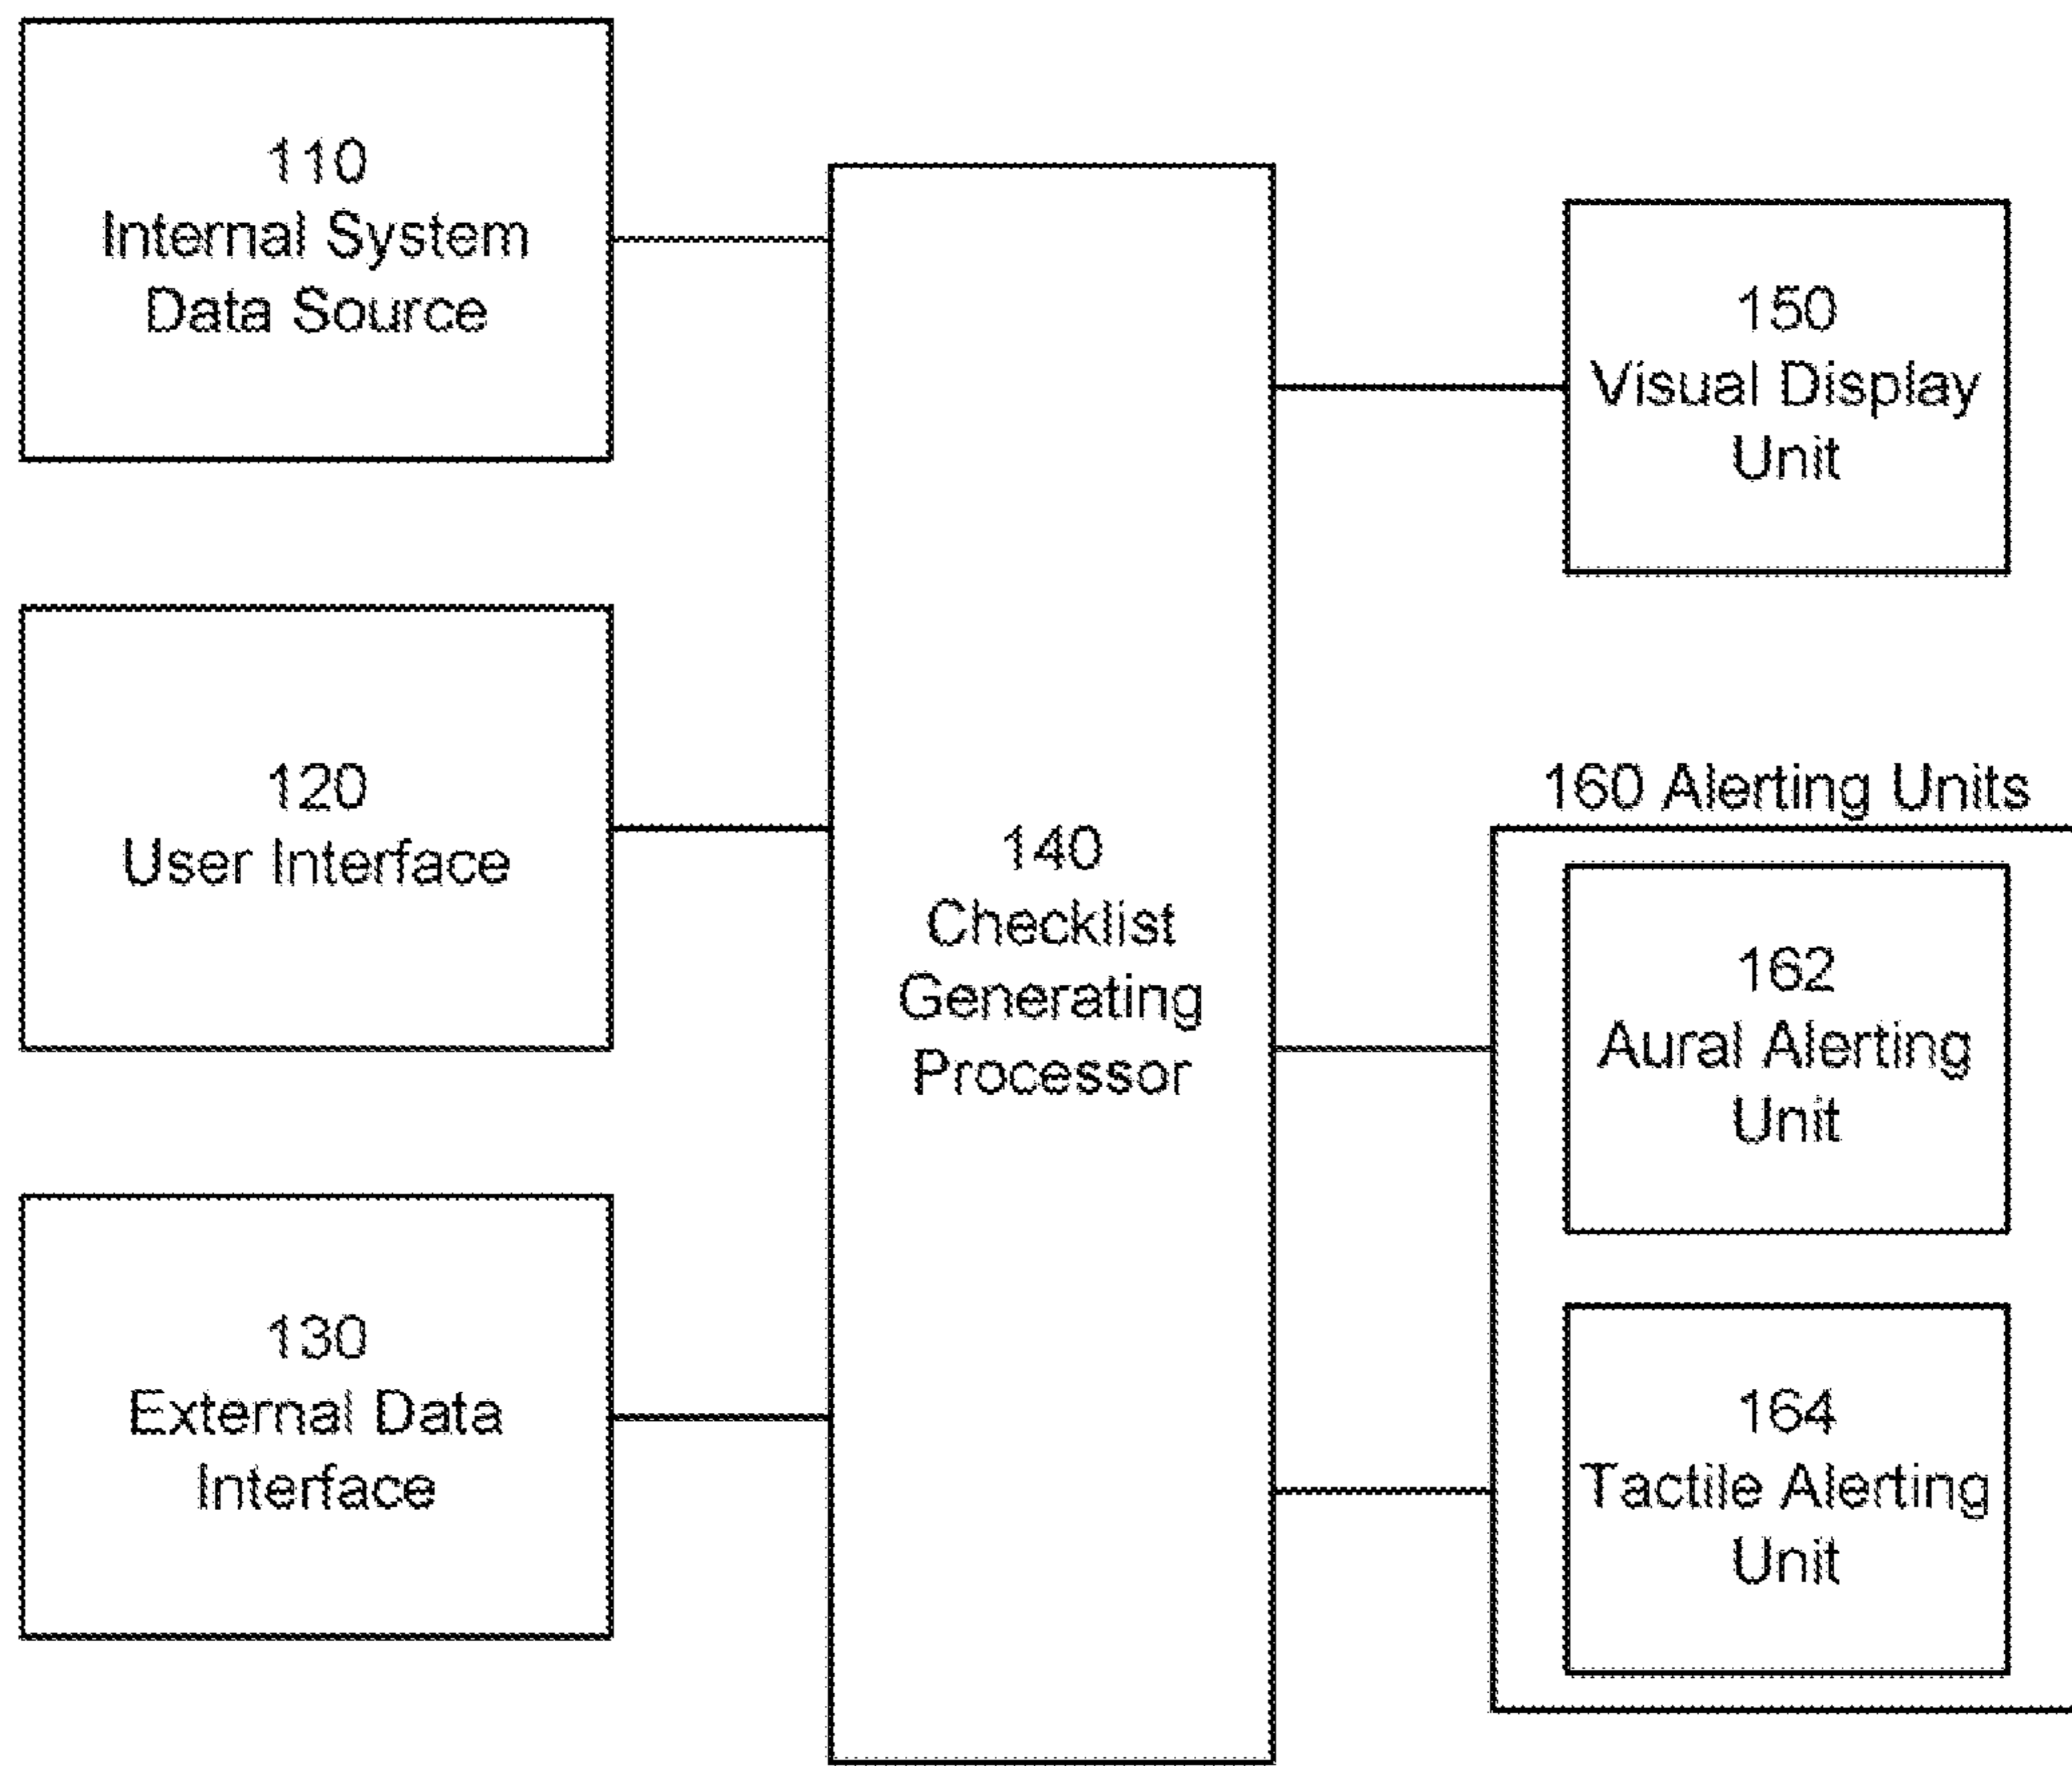 110
Internal System
Data Source
120
User Interface
130
External Data
Interface
140
Checklist
Generating
Processor
150
Visual Display
Unit
160 Alerting Units
162
Aural Alerting
Unit
164
Tactile Alerting
Unit